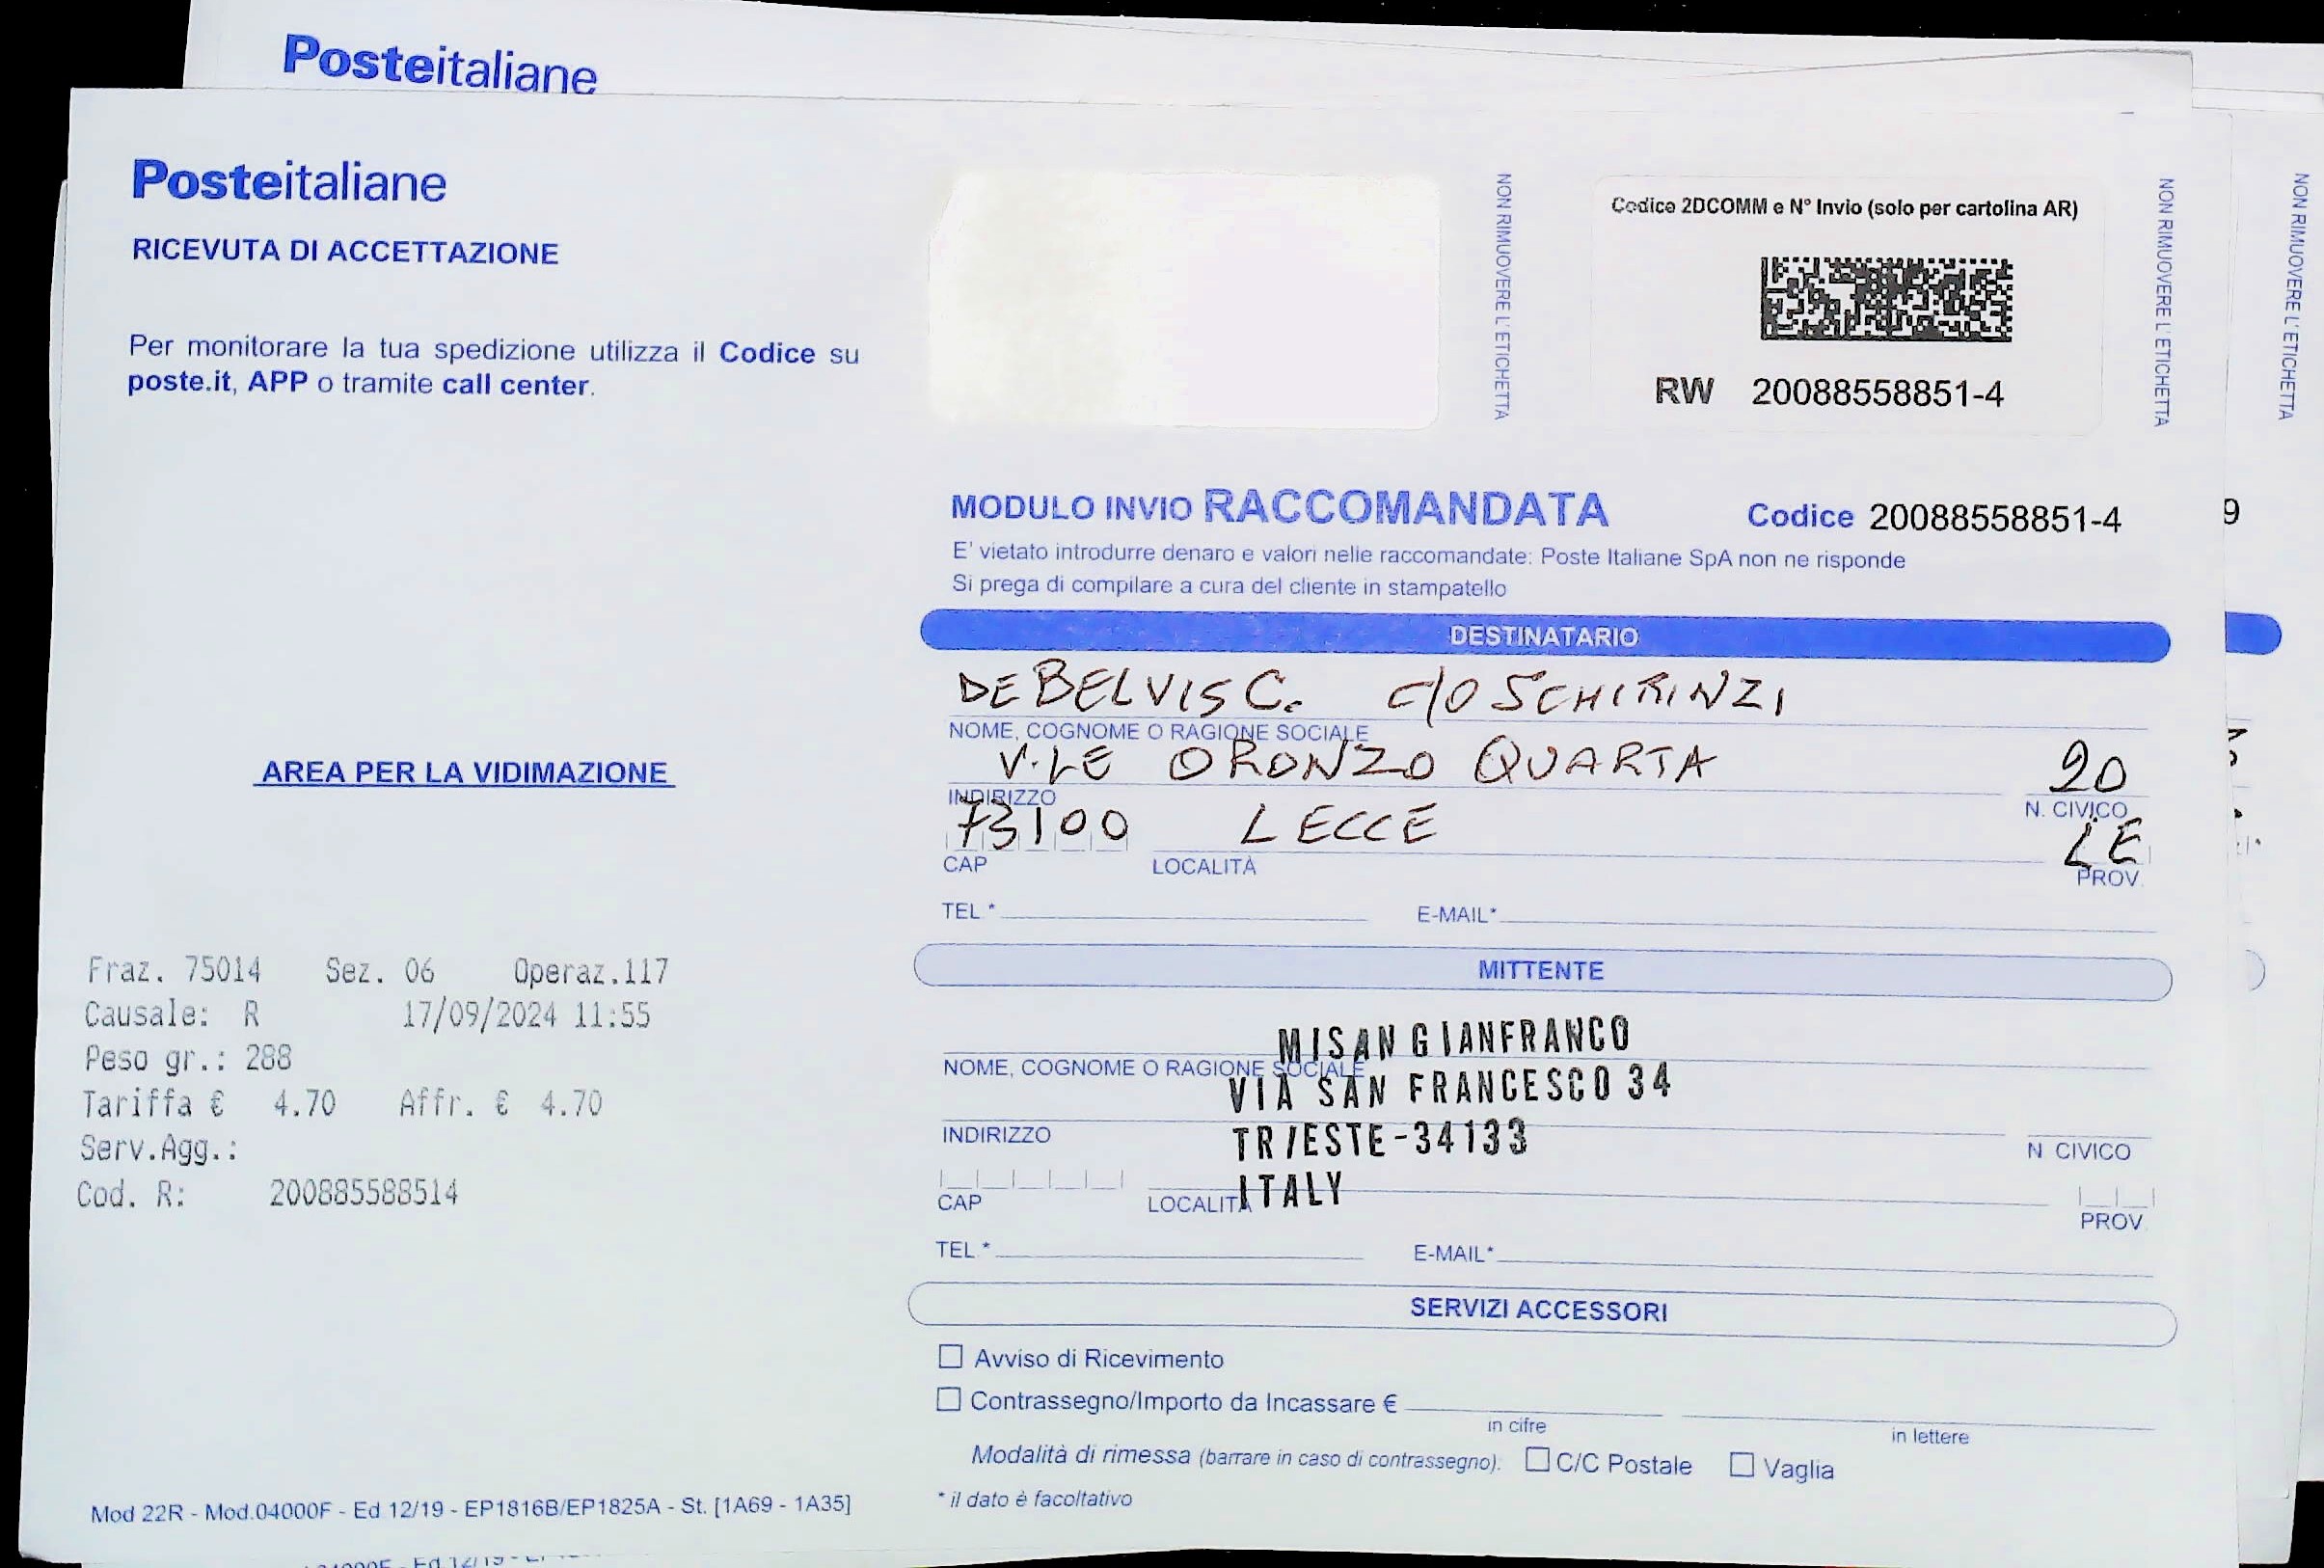 Posteitaliane
Posteitaliane
RICEVUTA DI ACCETTAZIONE
Per monitorare la tua spedizione utilizza il Codice su
poste.it, APP o tramite call center.
AREA PER LA VIDIMAZIONE
Fraz. 75014 Sez. 06 Operaz.117
Causale: R 17/09/2024 11:55
Peso gr.: 288
Tariffa € 4.70 Affr. € 4.70
Serv.Agg.:
Cod. R: 200885588514
Mod 22R - Mod.04000F - Ed 12/19 - EP1816B/EP1825A - St. [1A69 - 1A35]
NON RIMUOVERE L'ETICHETTA
Codice 2DCOMM e N° Invio (solo per cartolina AR)
RW 20088558851-4
NON RIMUOVERE L'ETICHETTA
NON RIMUOVERE L'ETICHETTA
MODULO INVIO RACCOMANDATA Codice 20088558851-4
9
E' vietato introdurre denaro e valori nelle raccomandate: Poste Italiane SpA non ne risponde
Si prega di compilare a cura del cliente in stampatello
DESTINATARIO
DE BELVIS C. C/O SCHIRINZI
NOME, COGNOME O RAGIONE SOCIALE
V.LE ORONZO QUARTA 20
INDIRIZZO N. CIVICO
73100 LECCE LE
CAP LOCALITÀ PROV.
TEL.* E-MAIL*
MITTENTE
MISAN GIANFRANCO
NOME, COGNOME O RAGIONE SOCIALE
VIA SAN FRANCESCO 34
INDIRIZZO N CIVICO
TRIESTE-34133
ITALY
CAP LOCALITÀ PROV.
TEL.* E-MAIL*
SERVIZI ACCESSORI
Avviso di Ricevimento
Contrassegno/Importo da Incassare €
in cifre in lettere
Modalità di rimessa (barrare in caso di contrassegno): C/C Postale Vaglia
* il dato è facoltativo